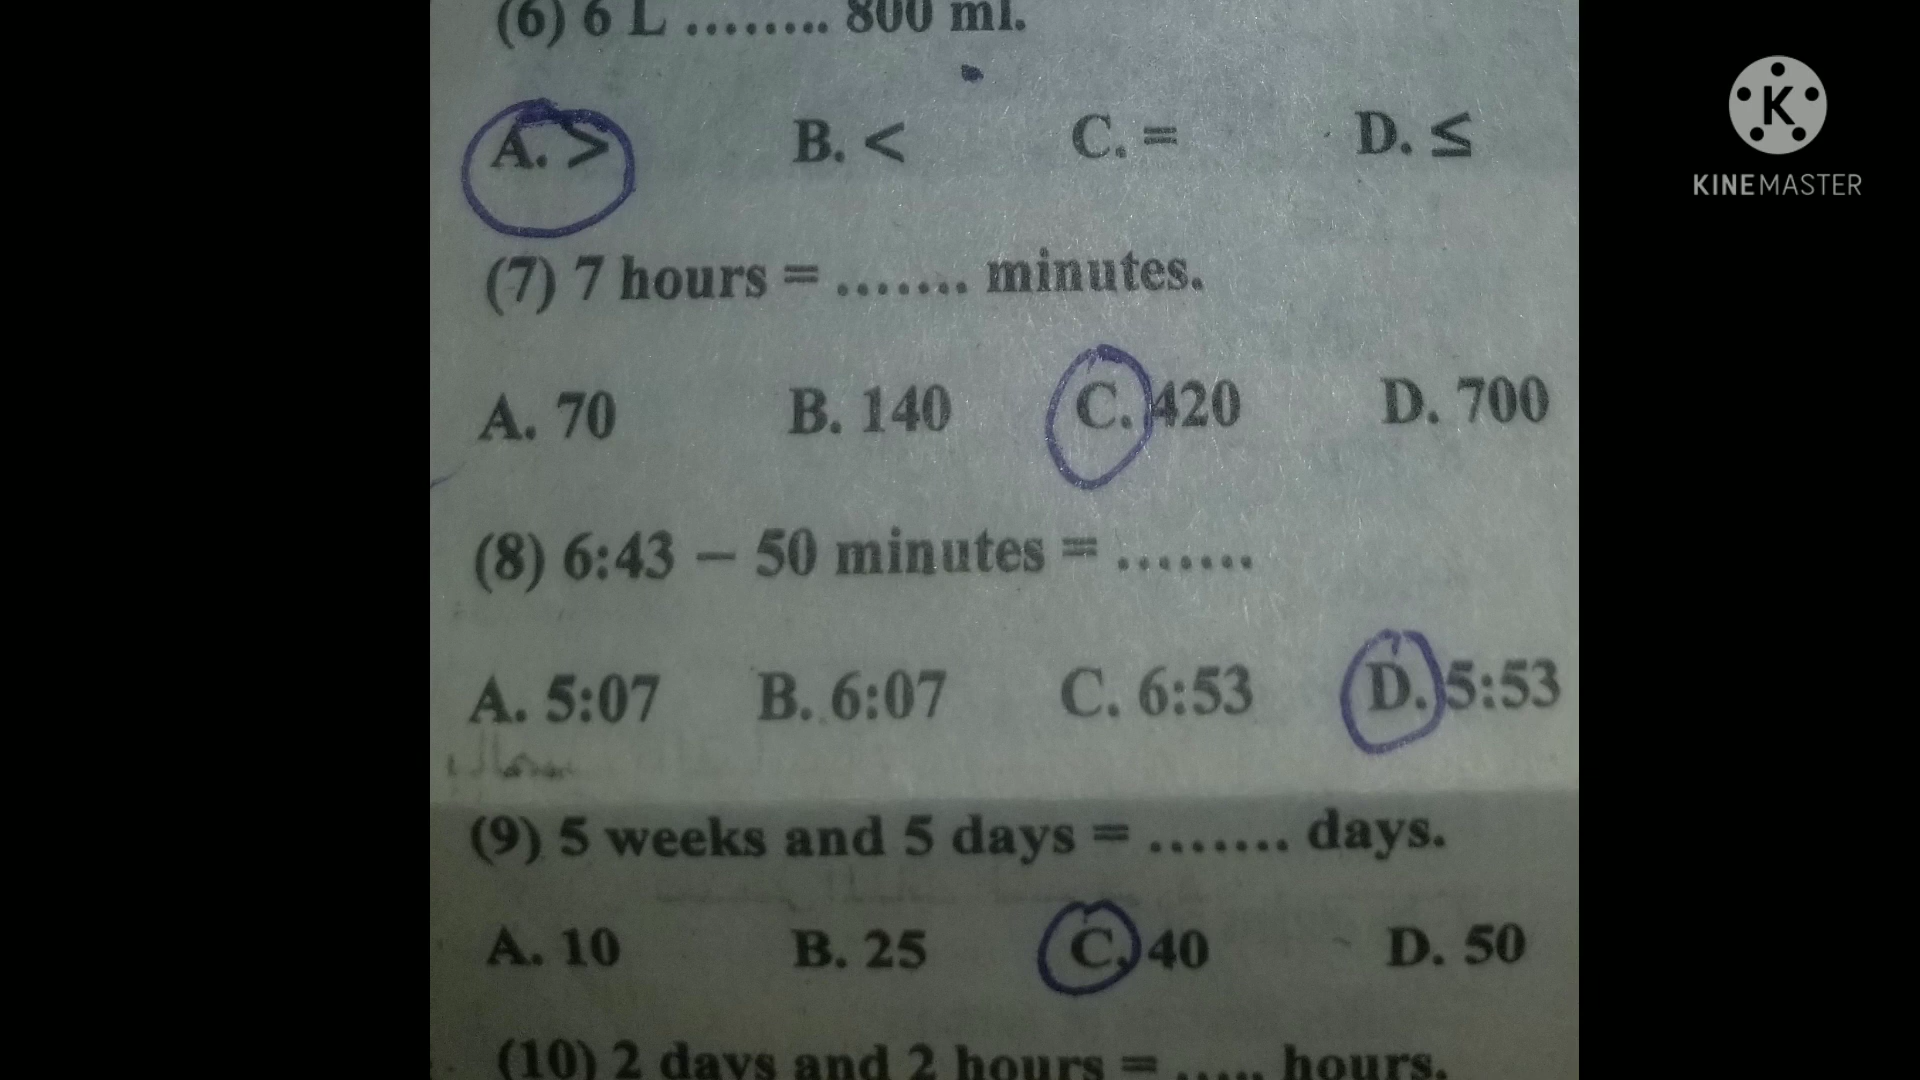 (6) 6 L ........ 800 ml.
A. > B. < C. = D. ≤
(7) 7 hours = ....... minutes.
A. 70 B. 140 C. 420 D. 700
(8) 6:43 – 50 minutes = .......
A. 5:07 B. 6:07 C. 6:53 D. 5:53
(9) 5 weeks and 5 days = ....... days.
A. 10 B. 25 C. 40 D. 50
(10) 2 days and 2 hours = ..... hours.
K
KINEMASTER